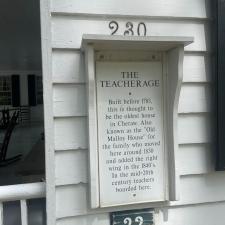 230
THE
TEACHERAGE
Built before 1785,
this is thought to
be the oldest house
in Cheraw. Also
known as the "Old
Malloy House" for
the family who moved
here around 1830
and added the right
wing in the 1840's.
In the mid-20th
century teachers
boarded here.
22